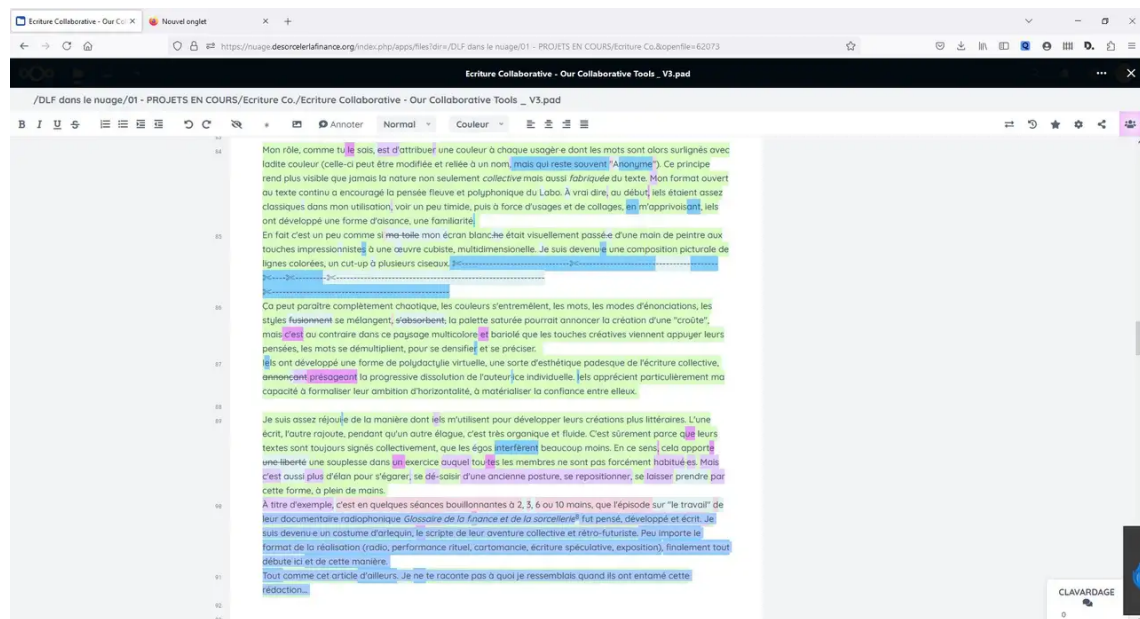 Ecriture Collaborative - Our Col
Nouvel onglet
https://nuage.desorcelerlafinance.org/index.php/apps/files?dir=/DLF dans le nuage/01 - PROJETS EN COURS/Ecriture Co.&openfile=62073
Ecriture Collaborative - Our Collaborative Tools _ V3.pad
/DLF dans le nuage/01 - PROJETS EN COURS/Ecriture Co./Ecriture Collaborative - Our Collaborative Tools _ V3.pad
B I U S Annoter Normal Couleur
84 Mon rôle, comme tu le sais, est d'attribuer une couleur à chaque usager·e dont les mots sont alors surlignés avec
ladite couleur (celle-ci peut être modifiée et reliée à un nom, mais qui reste souvent "Anonyme"). Ce principe
rend plus visible que jamais la nature non seulement collective mais aussi fabriquée du texte. Mon format ouvert
au texte continu a encouragé la pensée fleuve et polyphonique du Labo. À vrai dire, au début, iels étaient assez
classiques dans mon utilisation, voir un peu timide, puis à force d'usages et de collages, en m'apprivoisant, iels
ont développé une forme d'aisance, une familiarité.
85 En fait c'est un peu comme si ma toile mon écran blanc.he était visuellement passé·e d'une main de peintre aux
touches impressionnistes à une œuvre cubiste, multidimensionelle. Je suis devenu·e une composition picturale de
lignes colorées, un cut-up à plusieurs ciseaux. ✂--------------------------------✂---------------------------------------
✂----✂--------✂------------------------------------------------------
✂-----------------------------------------------
86 Ca peut paraître complètement chaotique, les couleurs s'entremêlent, les mots, les modes d'énonciations, les
styles fusionnent se mélangent, s'absorbent, la palette saturée pourrait annoncer la création d'une "croûte",
mais c'est au contraire dans ce paysage multicolore et bariolé que les touches créatives viennent appuyer leurs
pensées, les mots se démultiplient, pour se densifier et se préciser.
87 Iels ont développé une forme de polydactylie virtuelle, une sorte d'esthétique padesque de l'écriture collective,
annonçant présageant la progressive dissolution de l'auteur·ice individuelle. Iels apprécient particulièrement ma
capacité à formaliser leur ambition d'horizontalité, à matérialiser la confiance entre elleux.
88
89 Je suis assez réjoui·e de la manière dont iels m'utilisent pour développer leurs créations plus littéraires. L'une
écrit, l'autre rajoute, pendant qu'un autre élague, c'est très organique et fluide. C'est sûrement parce que leurs
textes sont toujours signés collectivement, que les égos interfèrent beaucoup moins. En ce sens, cela apporte
une liberté une souplesse dans un exercice auquel tou·tes les membres ne sont pas forcément habitué·es. Mais
c'est aussi plus d'élan pour s'égarer, se dé-saisir d'une ancienne posture, se repositionner, se laisser prendre par
cette forme, à plein de mains.
90 À titre d'exemple, c'est en quelques séances bouillonnantes à 2, 3, 6 ou 10 mains, que l'épisode sur "le travail" de
leur documentaire radiophonique Glossaire de la finance et de la sorcellerie fut pensé, développé et écrit. Je
suis devenu·e un costume d'arlequin, le scripte de leur aventure collective et rétro-futuriste. Peu importe le
format de la réalisation (radio, performance rituel, cartomancie, écriture spéculative, exposition), finalement tout
débute ici et de cette manière.
91 Tout comme cet article d'ailleurs. Je ne te raconte pas à quoi je ressemblais quand ils ont entamé cette
rédaction...
92
CLAVARDAGE
0